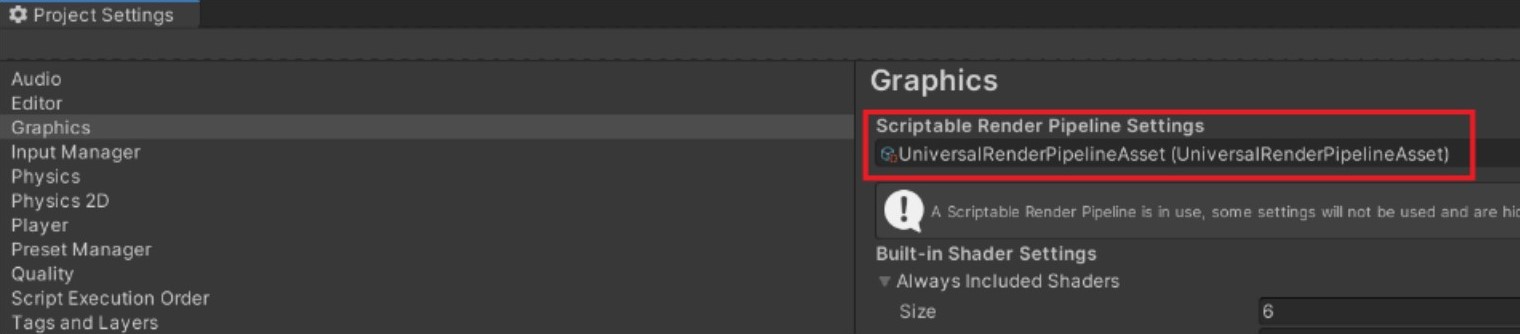 Project Settings
Audio
Editor
Graphics
Input Manager
Physics
Physics 2D
Player
Preset Manager
Quality
Script Execution Order
Tags and Layers
Graphics
Scriptable Render Pipeline Settings
UniversalRenderPipelineAsset (UniversalRenderPipelineAsset)
A Scriptable Render Pipeline is in use, some settings will not be used and are hid
Built-in Shader Settings
Always Included Shaders
Size 6